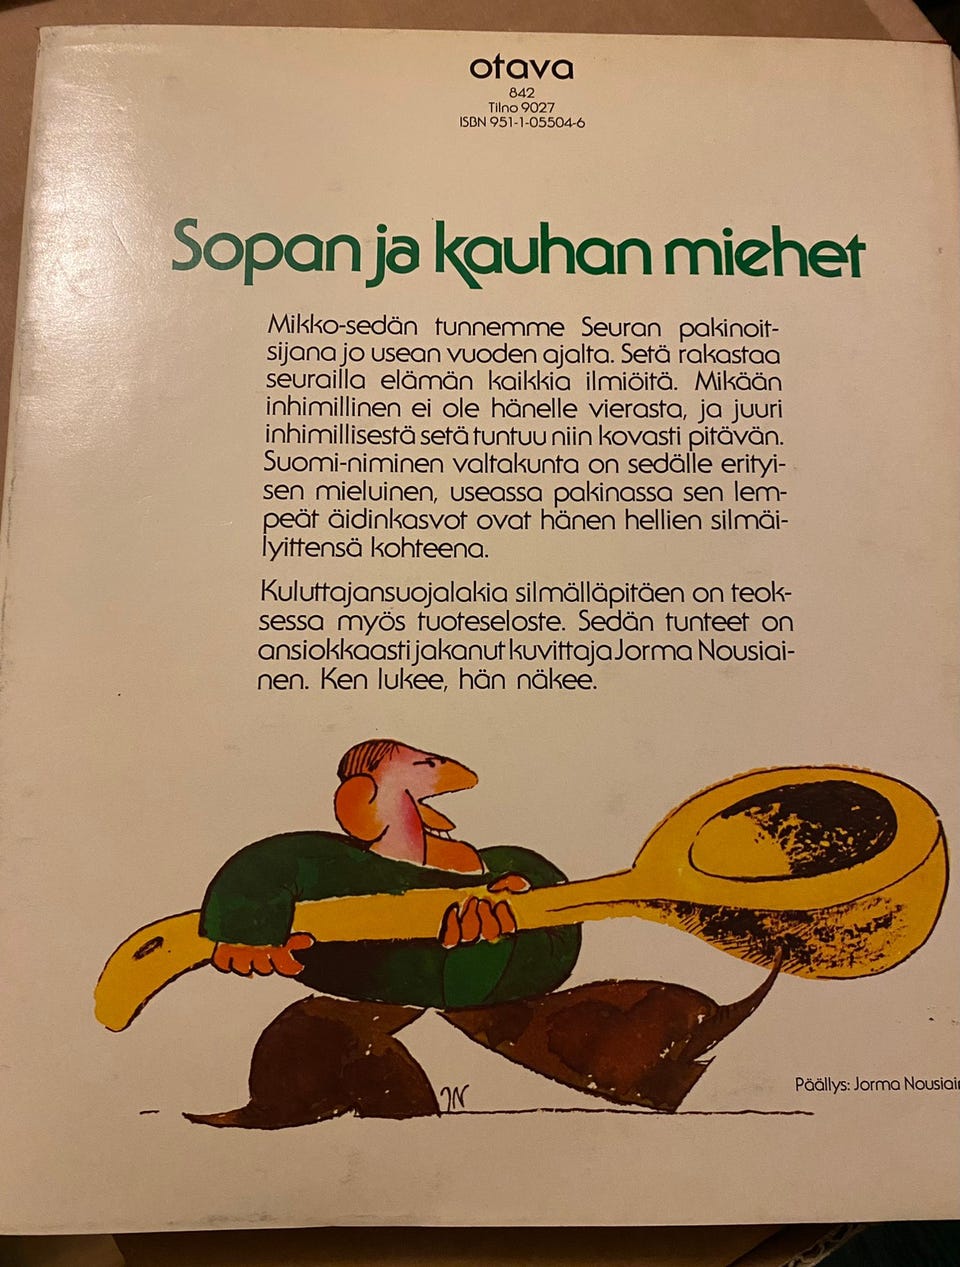 otava
842
Tilno 9027
ISBN 951-1-05504-6
Sopan ja kauhan miehet
Mikko-sedän tunnemme Seuran pakinoit-
sijana jo usean vuoden ajalta. Setä rakastaa
seurailla elämän kaikkia ilmiöitä. Mikään
inhimillinen ei ole hänelle vierasta, ja juuri
inhimillisestä setä tuntuu niin kovasti pitävän.
Suomi-niminen valtakunta on sedälle erityi-
sen mieluinen, useassa pakinassa sen lem-
peät äidinkasvot ovat hänen hellien silmäi-
lyittensä kohteena.
Kuluttajansuojalakia silmälläpitäen on teok-
sessa myös tuoteseloste. Sedän tunteet on
ansiokkaasti jakanut kuvittaja Jorma Nousiai-
nen. Ken lukee, hän näkee.
JN
Päällys: Jorma Nousiain